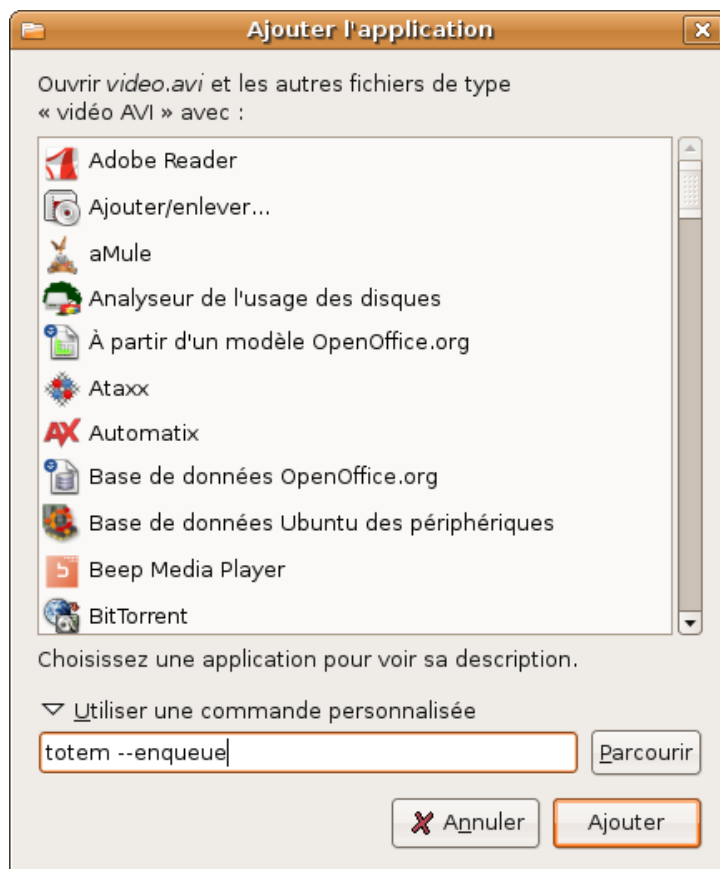 Ajouter l'application
Ouvrir video.avi et les autres fichiers de type
« vidéo AVI » avec :
Adobe Reader
Ajouter/enlever...
aMule
Analyseur de l'usage des disques
À partir d'un modèle OpenOffice.org
Ataxx
Automatix
Base de données OpenOffice.org
Base de données Ubuntu des périphériques
Beep Media Player
BitTorrent
Choisissez une application pour voir sa description.
Utiliser une commande personnalisée
totem --enqueue
Parcourir
Annuler
Ajouter